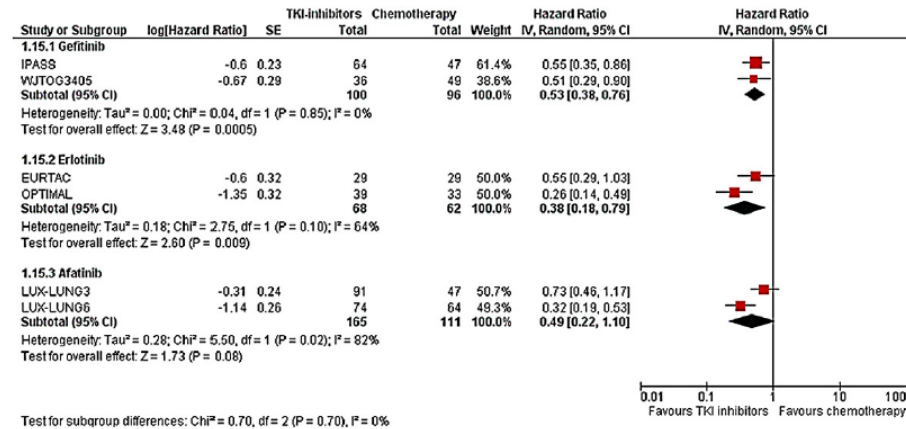 TKI-inhibitors Chemotherapy Hazard Ratio Hazard Ratio
Study or Subgroup log[Hazard Ratio] SE Total Total Weight IV, Random, 95% CI IV, Random, 95% CI
1.15.1 Gefitinib
IPASS -0.6 0.23 64 47 61.4% 0.55 [0.35, 0.86]
WJTOG3405 -0.67 0.29 36 49 38.6% 0.51 [0.29, 0.90]
Subtotal (95% CI) 100 96 100.0% 0.53 [0.38, 0.76]
Heterogeneity: Tau² = 0.00; Chi² = 0.04, df = 1 (P = 0.85); I² = 0%
Test for overall effect: Z = 3.48 (P = 0.0005)
1.15.2 Erlotinib
EURTAC -0.6 0.32 29 29 50.0% 0.55 [0.29, 1.03]
OPTIMAL -1.35 0.32 39 33 50.0% 0.26 [0.14, 0.49]
Subtotal (95% CI) 68 62 100.0% 0.38 [0.18, 0.79]
Heterogeneity: Tau² = 0.18; Chi² = 2.75, df = 1 (P = 0.10); I² = 64%
Test for overall effect: Z = 2.60 (P = 0.009)
1.15.3 Afatinib
LUX-LUNG3 -0.31 0.24 91 47 50.7% 0.73 [0.46, 1.17]
LUX-LUNG6 -1.14 0.26 74 64 49.3% 0.32 [0.19, 0.53]
Subtotal (95% CI) 165 111 100.0% 0.49 [0.22, 1.10]
Heterogeneity: Tau² = 0.28; Chi² = 5.50, df = 1 (P = 0.02); I² = 82%
Test for overall effect: Z = 1.73 (P = 0.08)
0.01 0.1 1 10 100
Favours TKI inhibitors Favours chemotherapy
Test for subgroup differences: Chi² = 0.70, df = 2 (P = 0.70), I² = 0%